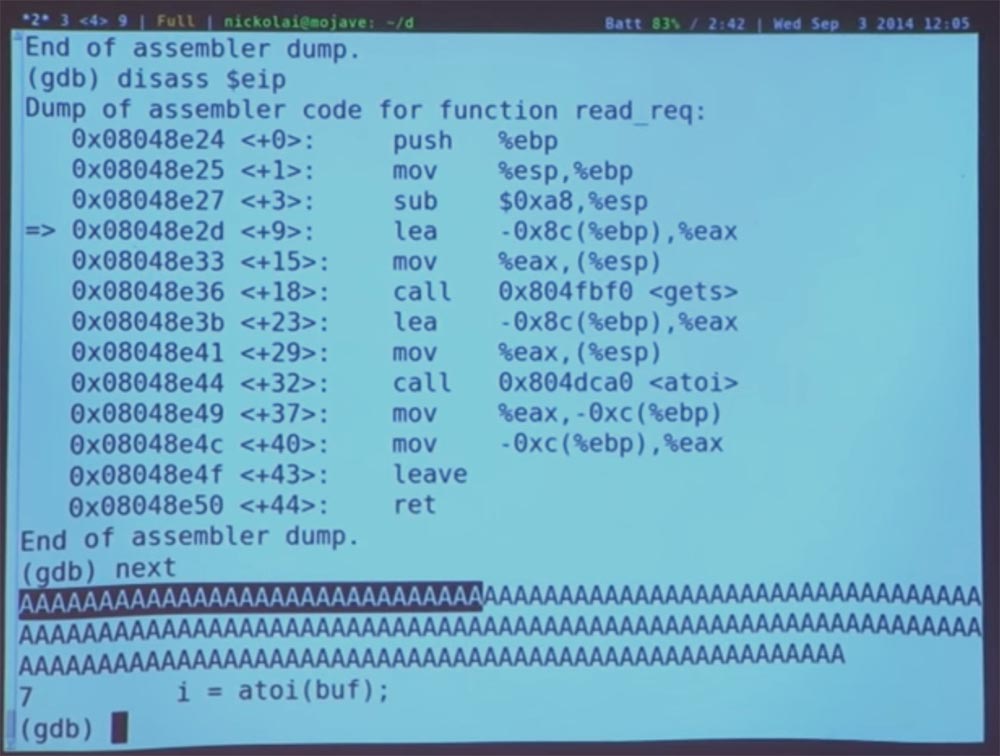 *2* 3 <4> 9 | Full | nickolai@mojave: ~/d Batt 83% / 2:42 | Wed Sep 3 2014 12:05
End of assembler dump.
(gdb) disass $eip
Dump of assembler code for function read_req:
0x08048e24 <+0>: push %ebp
0x08048e25 <+1>: mov %esp,%ebp
0x08048e27 <+3>: sub $0xa8,%esp
=> 0x08048e2d <+9>: lea -0x8c(%ebp),%eax
0x08048e33 <+15>: mov %eax,(%esp)
0x08048e36 <+18>: call 0x804fbf0 <gets>
0x08048e3b <+23>: lea -0x8c(%ebp),%eax
0x08048e41 <+29>: mov %eax,(%esp)
0x08048e44 <+32>: call 0x804dca0 <atoi>
0x08048e49 <+37>: mov %eax,-0xc(%ebp)
0x08048e4c <+40>: mov -0xc(%ebp),%eax
0x08048e4f <+43>: leave
0x08048e50 <+44>: ret
End of assembler dump.
(gdb) next
AAAAAAAAAAAAAAAAAAAAAAAAAAAAAAAAAAAAAAAAAAAAAAAAAAAAAAAAAAAAAAAA
AAAAAAAAAAAAAAAAAAAAAAAAAAAAAAAAAAAAAAAAAAAAAAAAAAAAAAAAAAAAAAAA
AAAAAAAAAAAAAAAAAAAAAAAAAAAAAAAAAAAAAAAAAAAAAAAAAAAAAAA
7 i = atoi(buf);
(gdb)